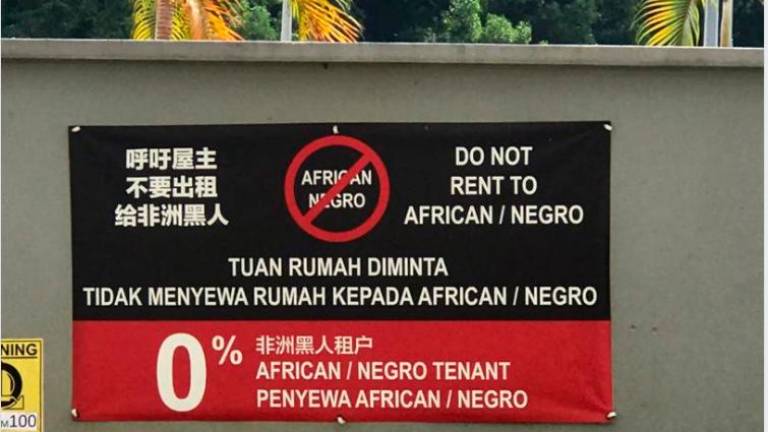 呼吁屋主
不要出租
给非洲黑人
AFRICAN
NEGRO
DO NOT
RENT TO
AFRICAN / NEGRO
TUAN RUMAH DIMINTA
TIDAK MENYEWA RUMAH KEPADA AFRICAN / NEGRO
0%
非洲黑人租户
AFRICAN / NEGRO TENANT
PENYEWA AFRICAN / NEGRO
NING
M100